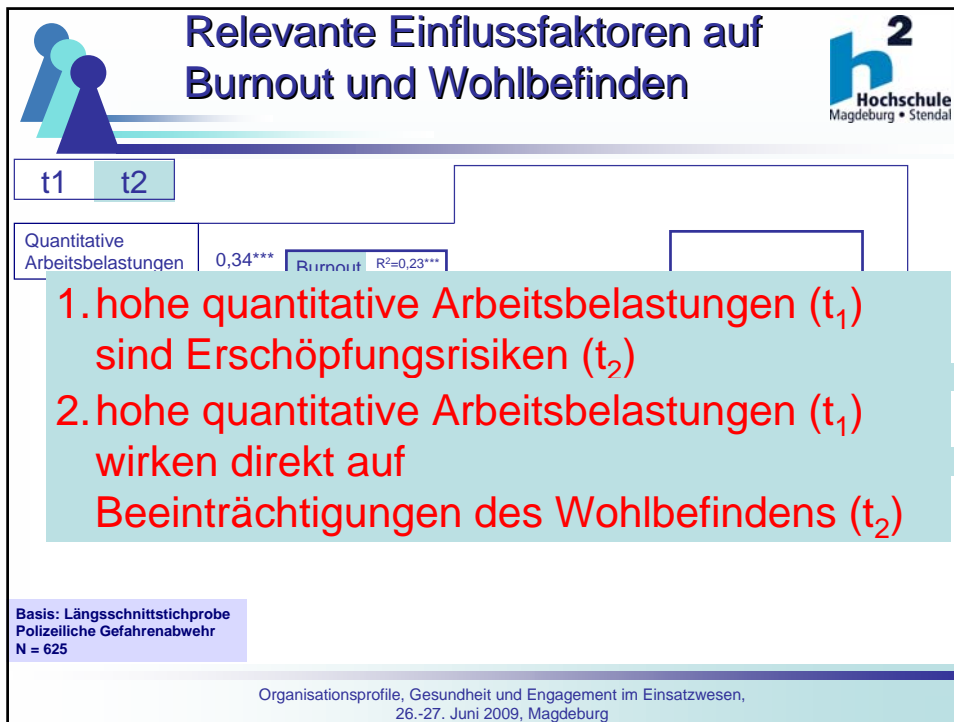 Relevante Einflussfaktoren auf
Burnout und Wohlbefinden
h2
Hochschule
Magdeburg • Stendal
t1 t2
Quantitative
Arbeitsbelastungen
0,34***
Burnout R²=0,23***
1. hohe quantitative Arbeitsbelastungen (t₁)
sind Erschöpfungsrisiken (t₂)
2. hohe quantitative Arbeitsbelastungen (t₁)
wirken direkt auf
Beeinträchtigungen des Wohlbefindens (t₂)
Basis: Längsschnittstichprobe
Polizeiliche Gefahrenabwehr
N = 625
Organisationsprofile, Gesundheit und Engagement im Einsatzwesen,
26.-27. Juni 2009, Magdeburg